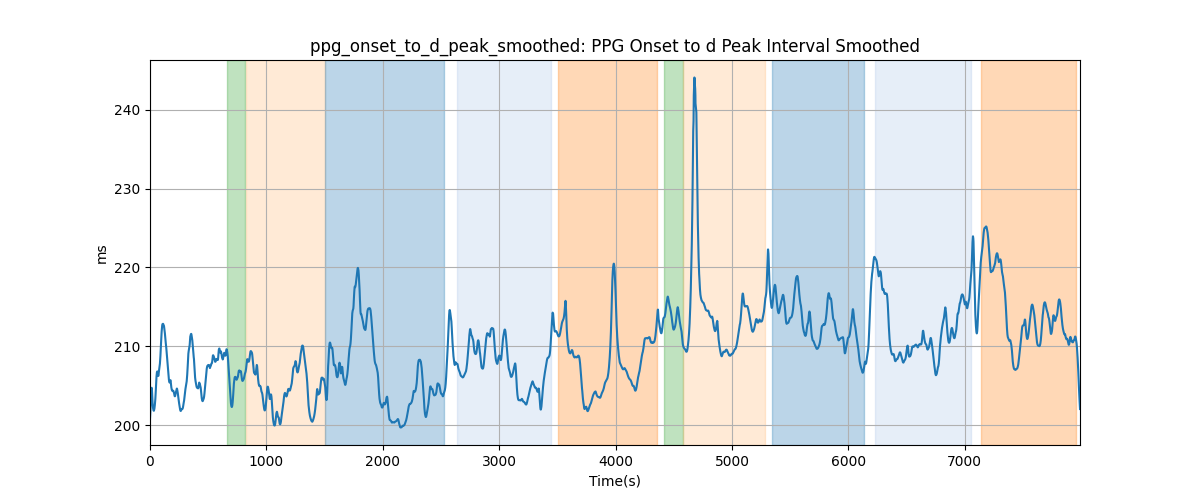 ppg_onset_to_d_peak_smoothed: PPG Onset to d Peak Interval Smoothed
240
230
220
210
200
ms
0 1000 2000 3000 4000 5000 6000 7000
Time(s)